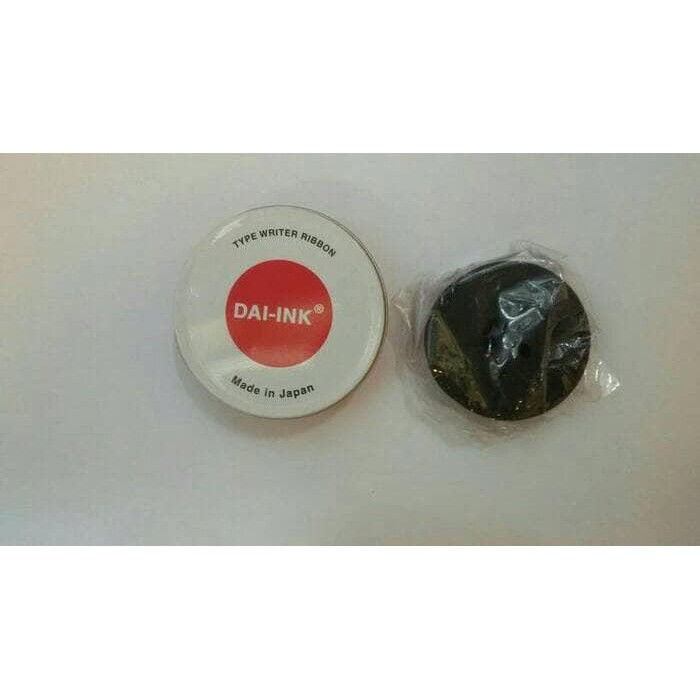 TYPE WRITER RIBBON
DAI-INK®
Made in Japan